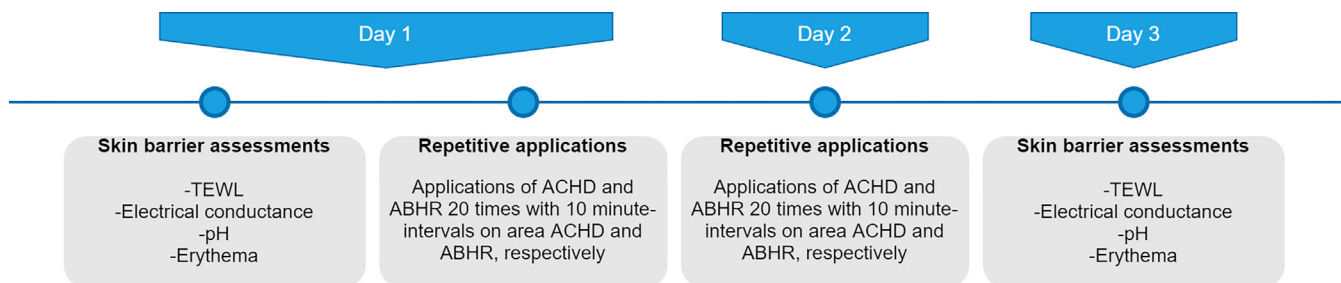 Day 1
Day 2
Day 3
Skin barrier assessments
-TEWL
-Electrical conductance
-pH
-Erythema
Repetitive applications
Applications of ACHD and
ABHR 20 times with 10 minute-
intervals on area ACHD and
ABHR, respectively
Repetitive applications
Applications of ACHD and
ABHR 20 times with 10 minute-
intervals on area ACHD and
ABHR, respectively
Skin barrier assessments
-TEWL
-Electrical conductance
-pH
-Erythema